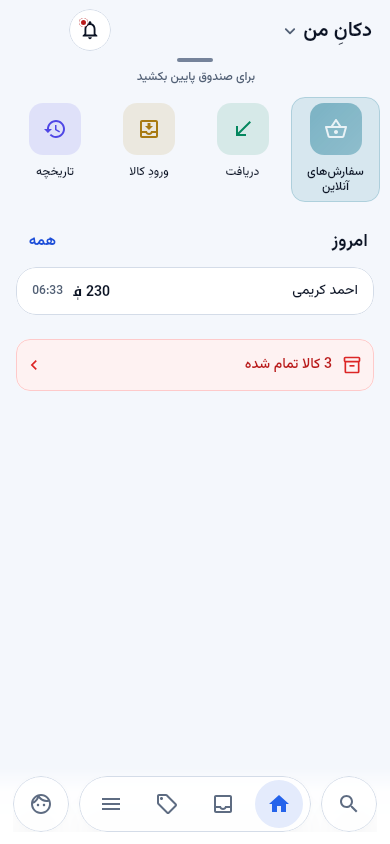 دکانِ من
برای صندوق پایین بکشید
سفارش‌های
آنلاین
دریافت
ورودِ کالا
تاریخچه
امروز
همه
احمد کریمی
230 ؋
06:33
3 کالا تمام شده